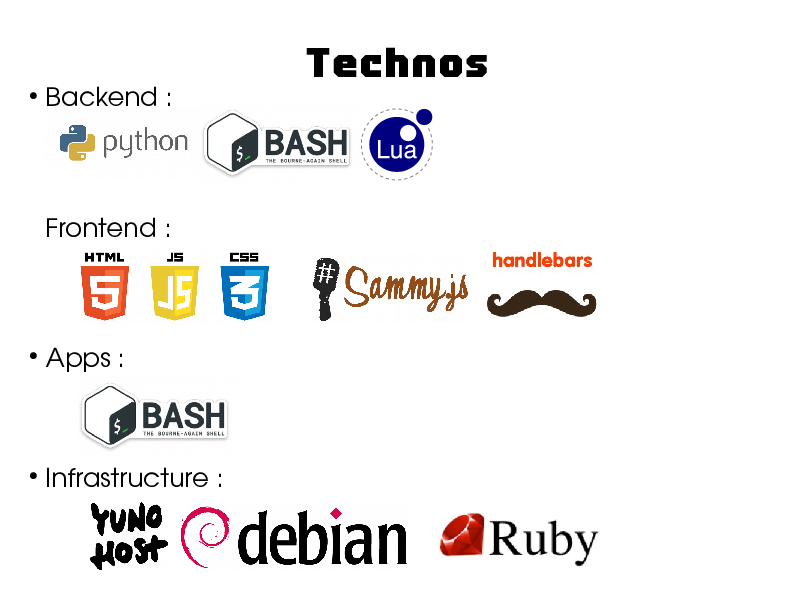 Technos
• Backend :
python
$_ BASH
THE BOURNE-AGAIN SHELL
Lua
Frontend :
HTML JS CSS
5 JS 3
# Sammy.js
handlebars
• Apps :
$_ BASH
THE BOURNE-AGAIN SHELL
• Infrastructure :
YUNO
HOST
debian
Ruby